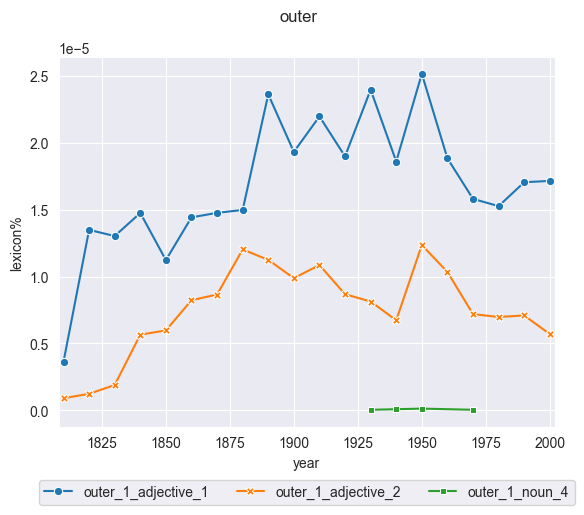 outer
1e−5
2.5
2.0
1.5
1.0
0.5
0.0
lexicon%
1825 1850 1875 1900 1925 1950 1975 2000
year
outer_1_adjective_1 outer_1_adjective_2 outer_1_noun_4